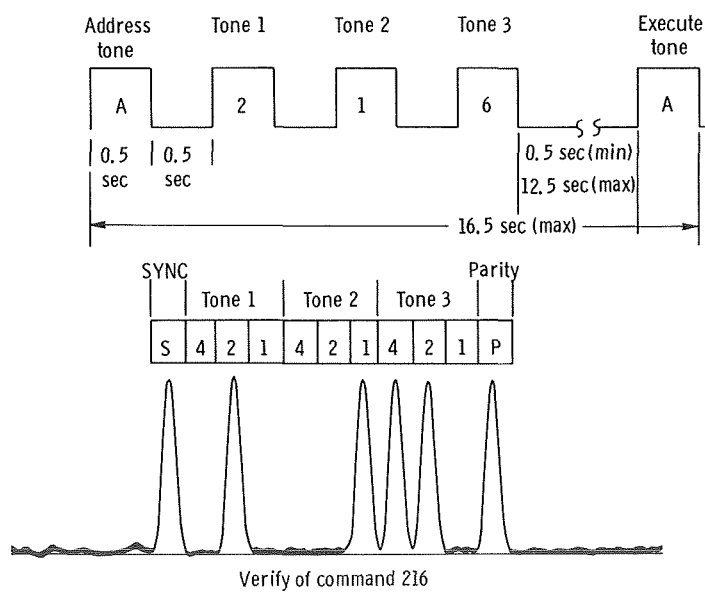 Address Tone 1 Tone 2 Tone 3 Execute
tone tone
A 2 1 6 A
0.5 0.5 0.5 sec (min)
sec sec 12.5 sec (max)
16.5 sec (max)
SYNC Parity
Tone 1 Tone 2 Tone 3
S 4 2 1 4 2 1 4 2 1 P
Verify of command 216